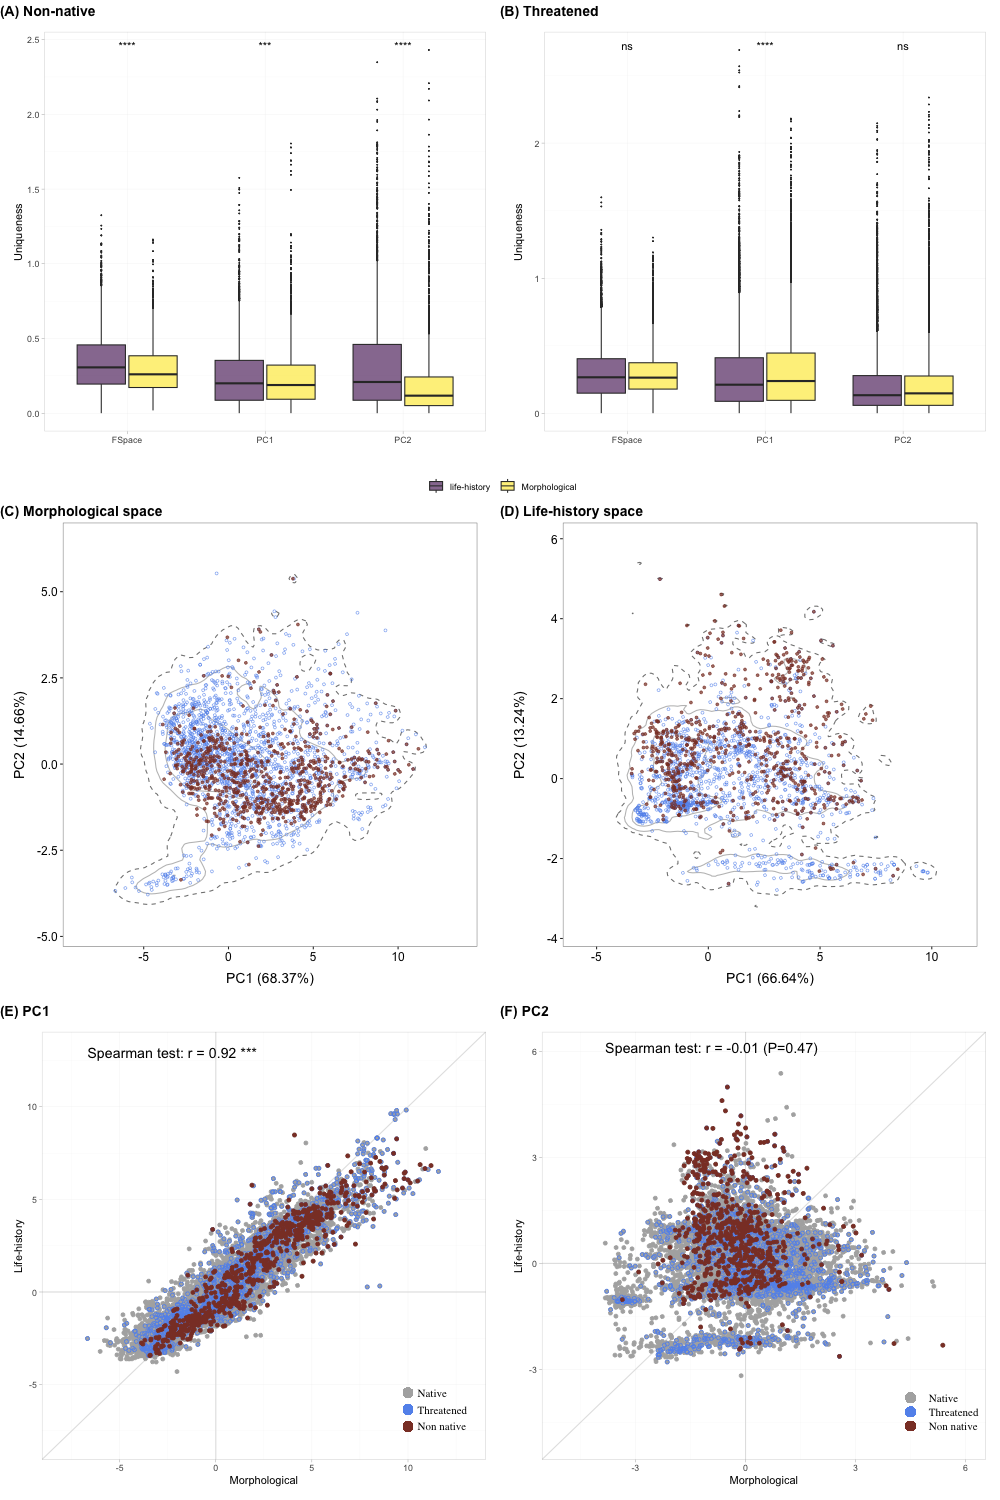 (A) Non-native
(B) Threatened
2.5
2.0
1.5
1.0
0.5
0.0
Uniqueness
****
***
****
FSpace
PC1
PC2
2
1
0
Uniqueness
ns
****
ns
FSpace
PC1
PC2
life-history
Morphological
(C) Morphological space
(D) Life-history space
5.0
2.5
0.0
-2.5
-5.0
PC2 (14.66%)
-5
0
5
10
PC1 (68.37%)
6
4
2
0
-2
-4
PC2 (13.24%)
-5
0
5
10
PC1 (66.64%)
(E) PC1
(F) PC2
Spearman test: r = 0.92 ***
10
5
0
-5
Life-history
Native
Threatened
Non native
-5
0
5
10
Morphological
Spearman test: r = -0.01 (P=0.47)
6
3
0
-3
Life-history
Native
Threatened
Non native
-3
0
3
6
Morphological